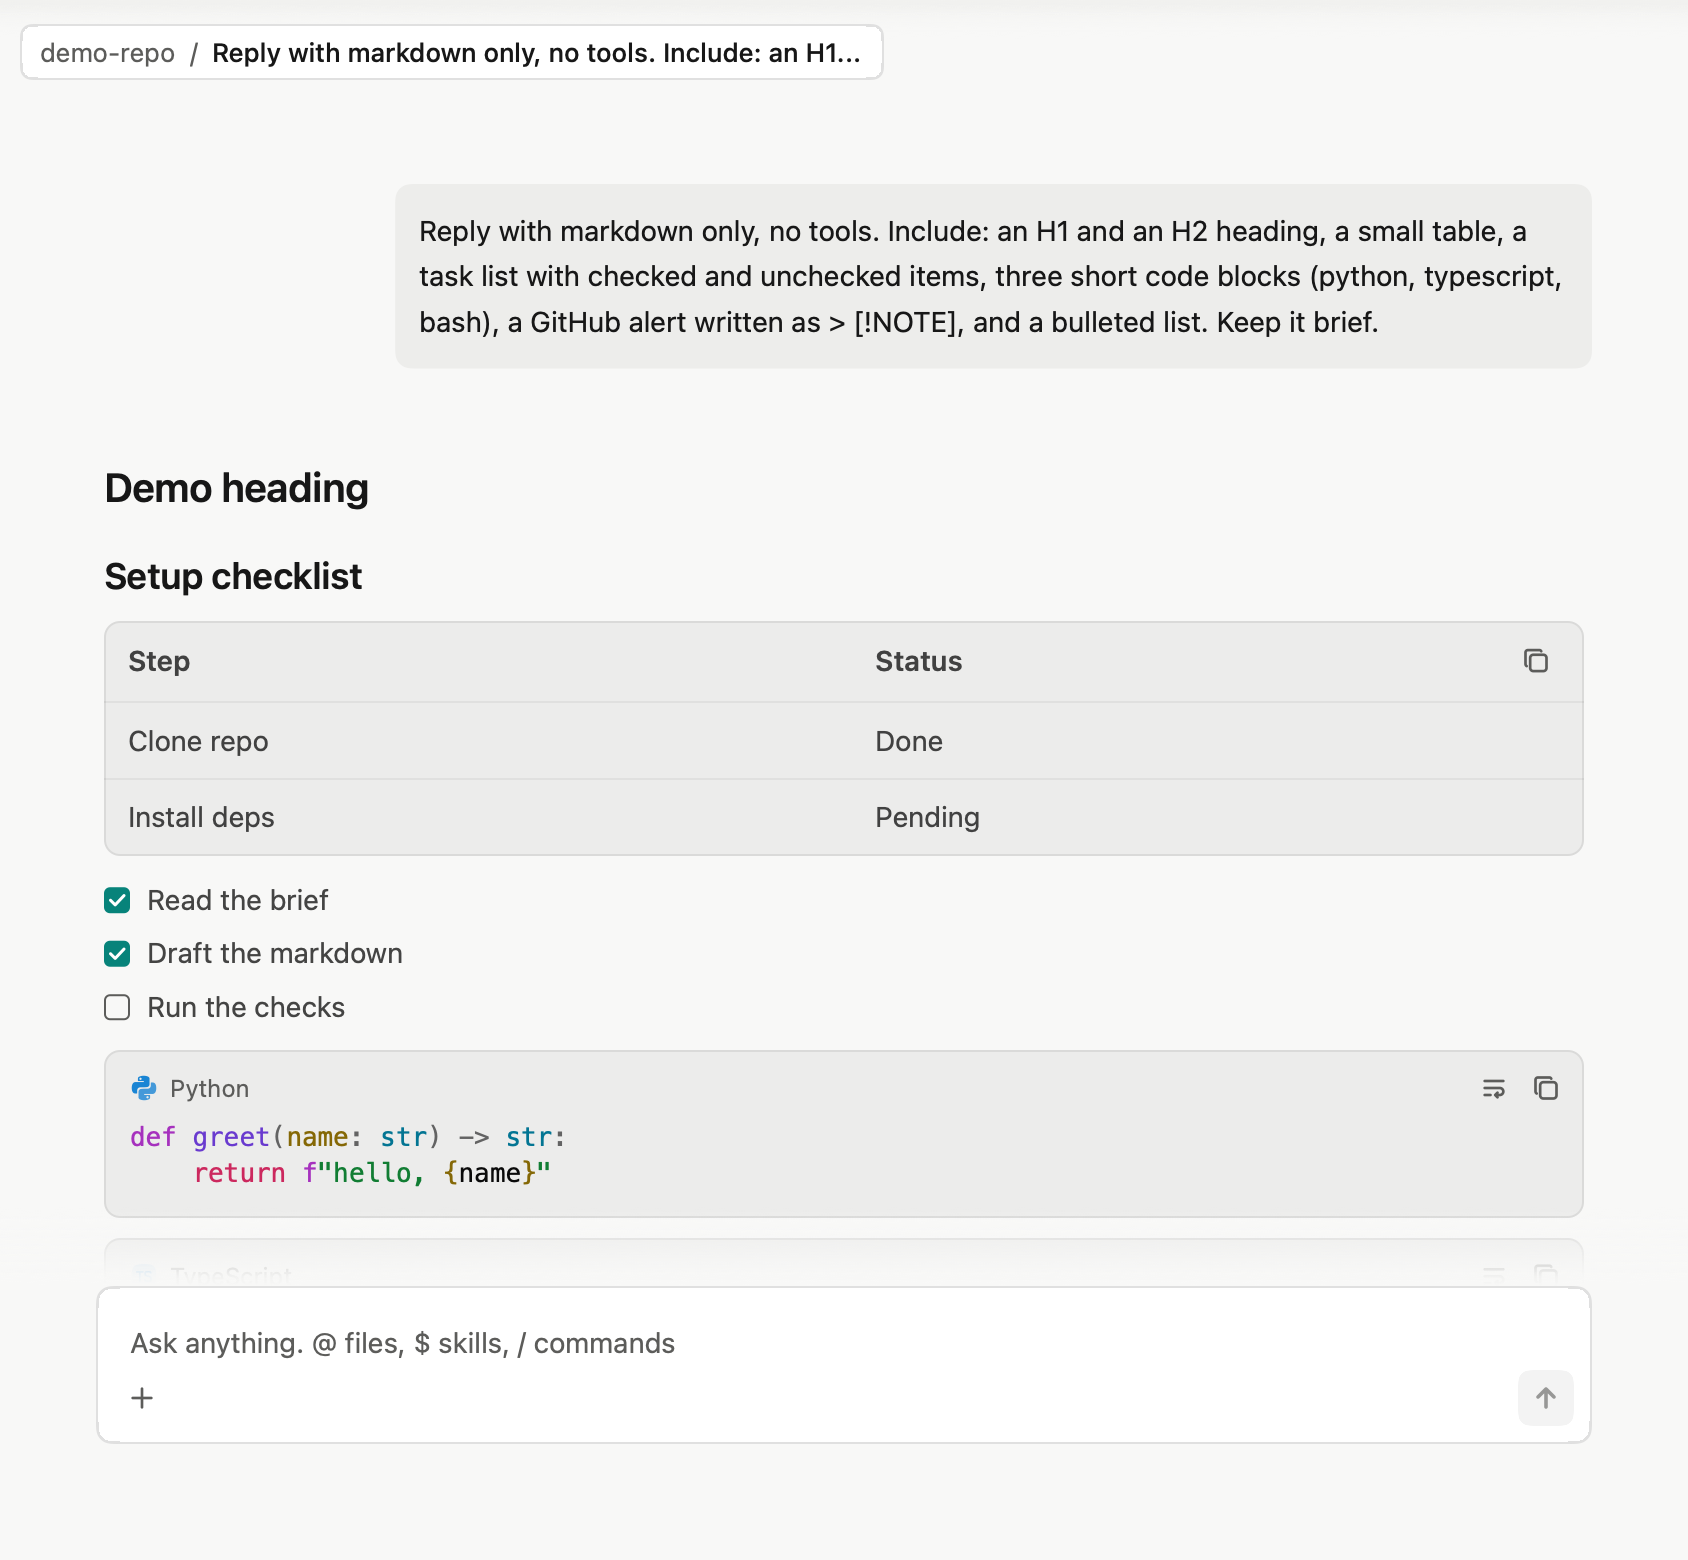 demo-repo / Reply with markdown only, no tools. Include: an H1...
Reply with markdown only, no tools. Include: an H1 and an H2 heading, a small table, a
task list with checked and unchecked items, three short code blocks (python, typescript,
bash), a GitHub alert written as > [!NOTE], and a bulleted list. Keep it brief.
Demo heading
Setup checklist
Step Status
Clone repo Done
Install deps Pending
Read the brief
Draft the markdown
Run the checks
Python
def greet(name: str) -> str:
    return f"hello, {name}"
TypeScript
Ask anything. @ files, $ skills, / commands